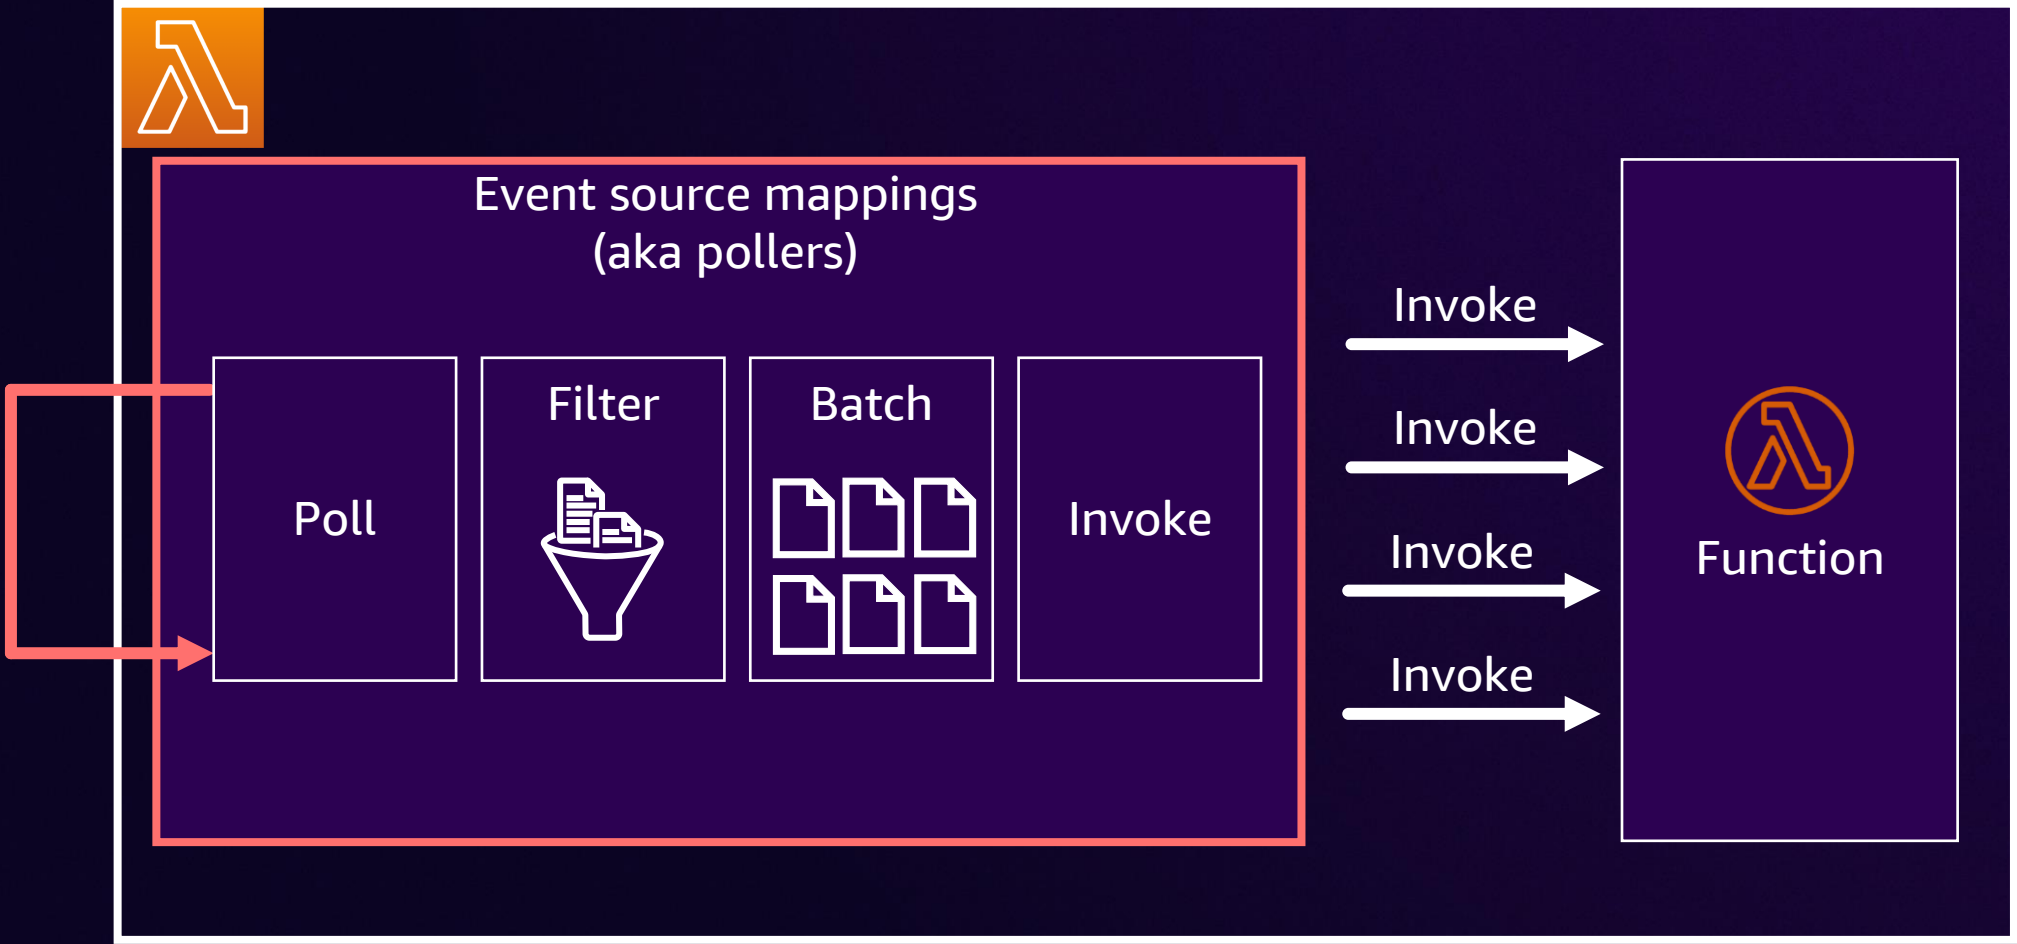 Event source mappings
(aka pollers)
Poll
Filter
Batch
Invoke
Invoke
Invoke
Invoke
Invoke
Function